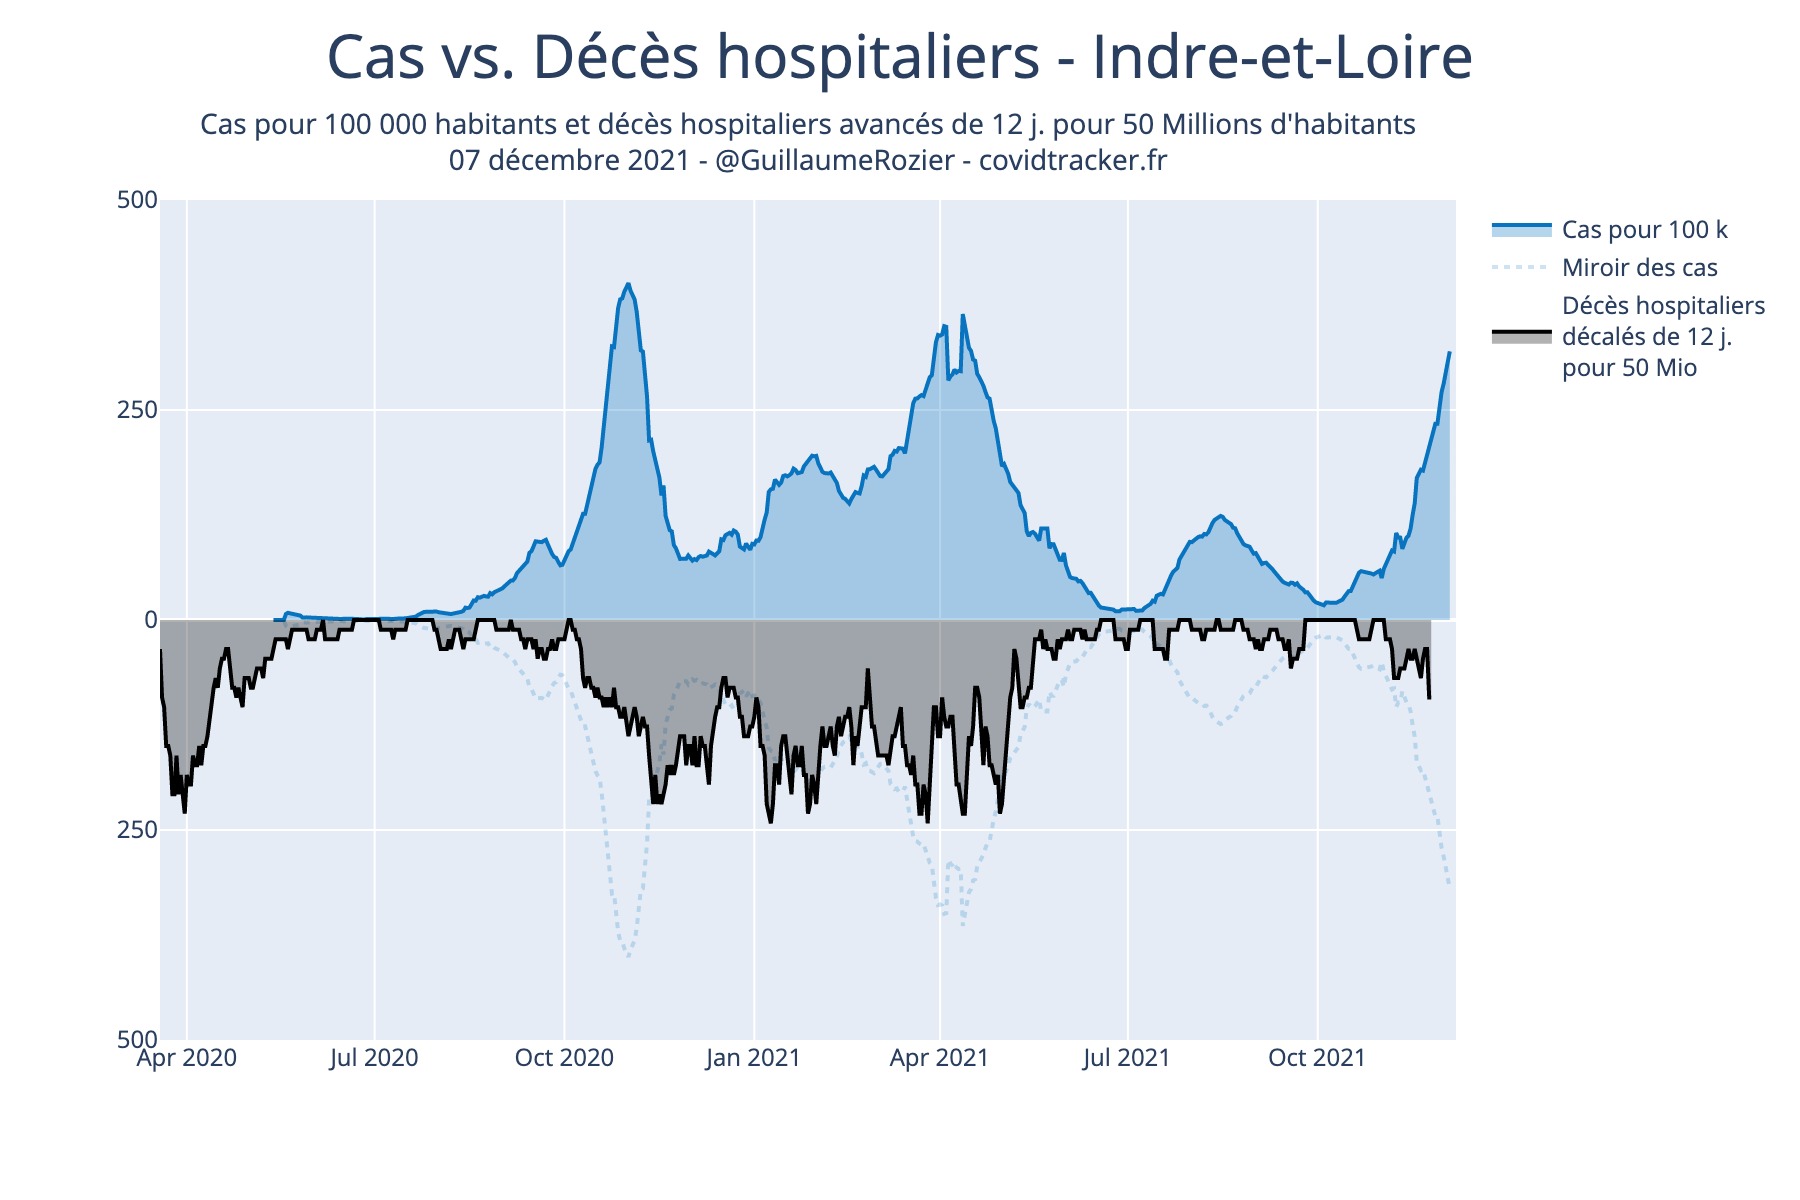 Cas vs. Décès hospitaliers - Indre-et-Loire
Cas pour 100 000 habitants et décès hospitaliers avancés de 12 j. pour 50 Millions d'habitants
07 décembre 2021 - @GuillaumeRozier - covidtracker.fr
500
250
0
250
500
Apr 2020
Jul 2020
Oct 2020
Jan 2021
Apr 2021
Jul 2021
Oct 2021
Cas pour 100 k
Miroir des cas
Décès hospitaliers
décalés de 12 j.
pour 50 Mio